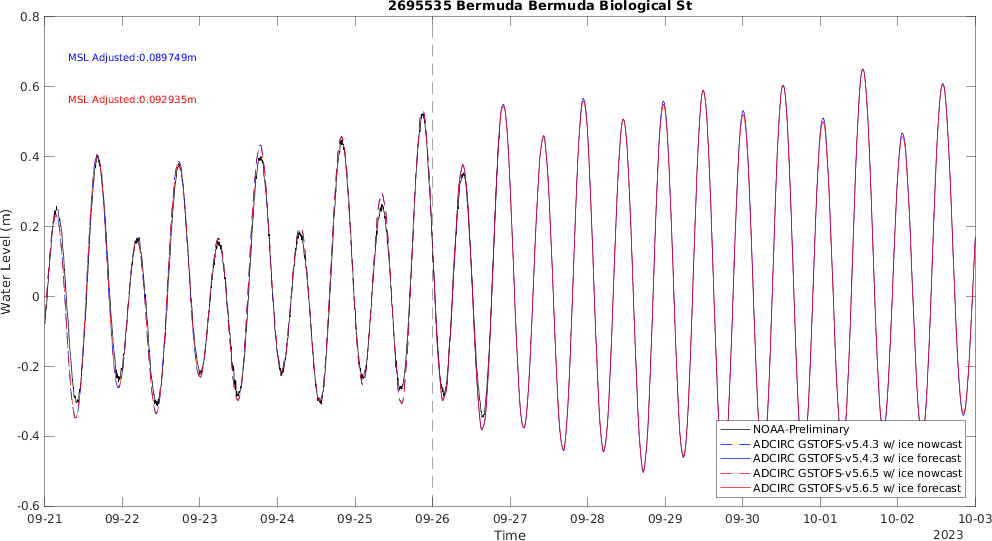 2695535 Bermuda Bermuda Biological St
MSL Adjusted:0.089749m
MSL Adjusted:0.092935m
Water Level (m)
0.8
0.6
0.4
0.2
0
-0.2
-0.4
-0.6
NOAA-Preliminary
ADCIRC GSTOFS-v5.4.3 w/ ice nowcast
ADCIRC GSTOFS-v5.4.3 w/ ice forecast
ADCIRC GSTOFS-v5.6.5 w/ ice nowcast
ADCIRC GSTOFS-v5.6.5 w/ ice forecast
09-21 09-22 09-23 09-24 09-25 09-26 09-27 09-28 09-29 09-30 10-01 10-02 10-03
Time
2023